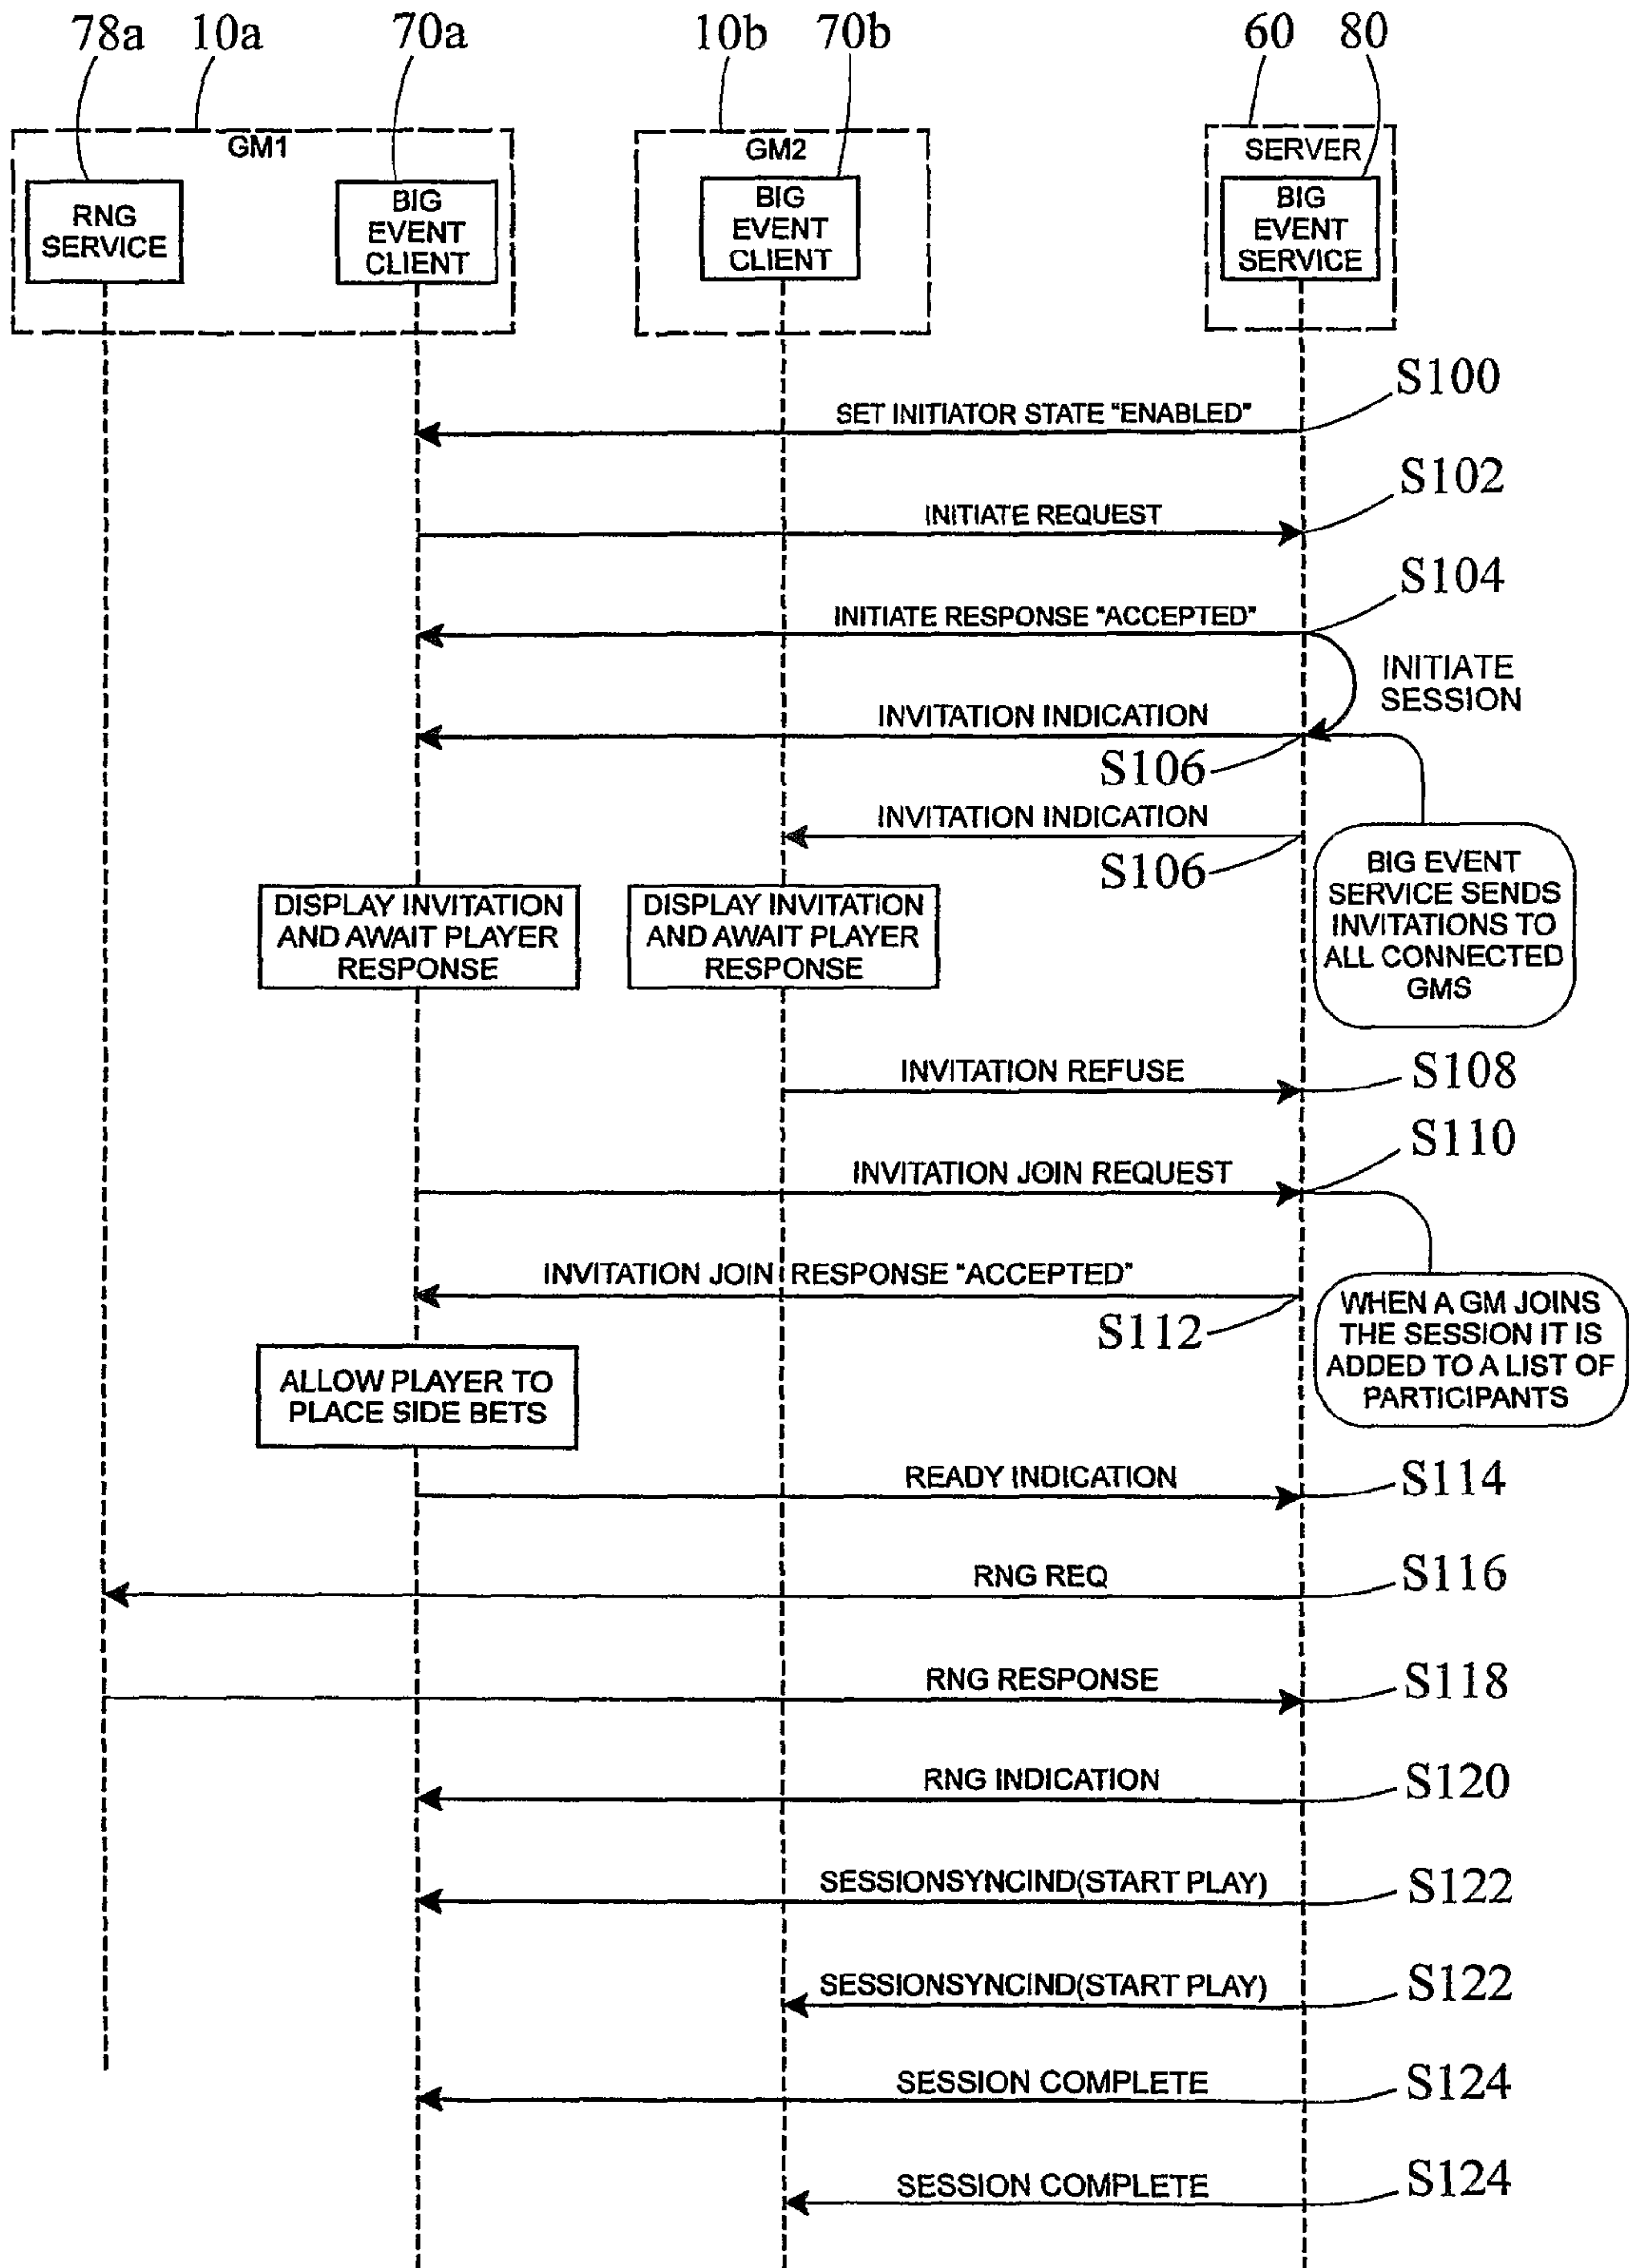 78a 10a 70a 10b 70b 60 80
GM1
GM2
SERVER
RNG
SERVICE
BIG
EVENT
CLIENT
BIG
EVENT
CLIENT
BIG
EVENT
SERVICE
S100
SET INITIATOR STATE "ENABLED"
S102
INITIATE REQUEST
S104
INITIATE RESPONSE "ACCEPTED"
INITIATE
SESSION
INVITATION INDICATION
S106
INVITATION INDICATION
S106
BIG EVENT
SERVICE SENDS
INVITATIONS TO
ALL CONNECTED
GMS
DISPLAY INVITATION
AND AWAIT PLAYER
RESPONSE
DISPLAY INVITATION
AND AWAIT PLAYER
RESPONSE
INVITATION REFUSE
S108
S110
INVITATION JOIN REQUEST
INVITATION JOIN RESPONSE "ACCEPTED"
S112
WHEN A GM JOINS
THE SESSION IT IS
ADDED TO A LIST OF
PARTICIPANTS
ALLOW PLAYER TO
PLACE SIDE BETS
READY INDICATION
S114
RNG REQ
S116
RNG RESPONSE
S118
RNG INDICATION
S120
SESSIONSYNCIND(START PLAY)
S122
SESSIONSYNCIND(START PLAY)
S122
SESSION COMPLETE
S124
SESSION COMPLETE
S124